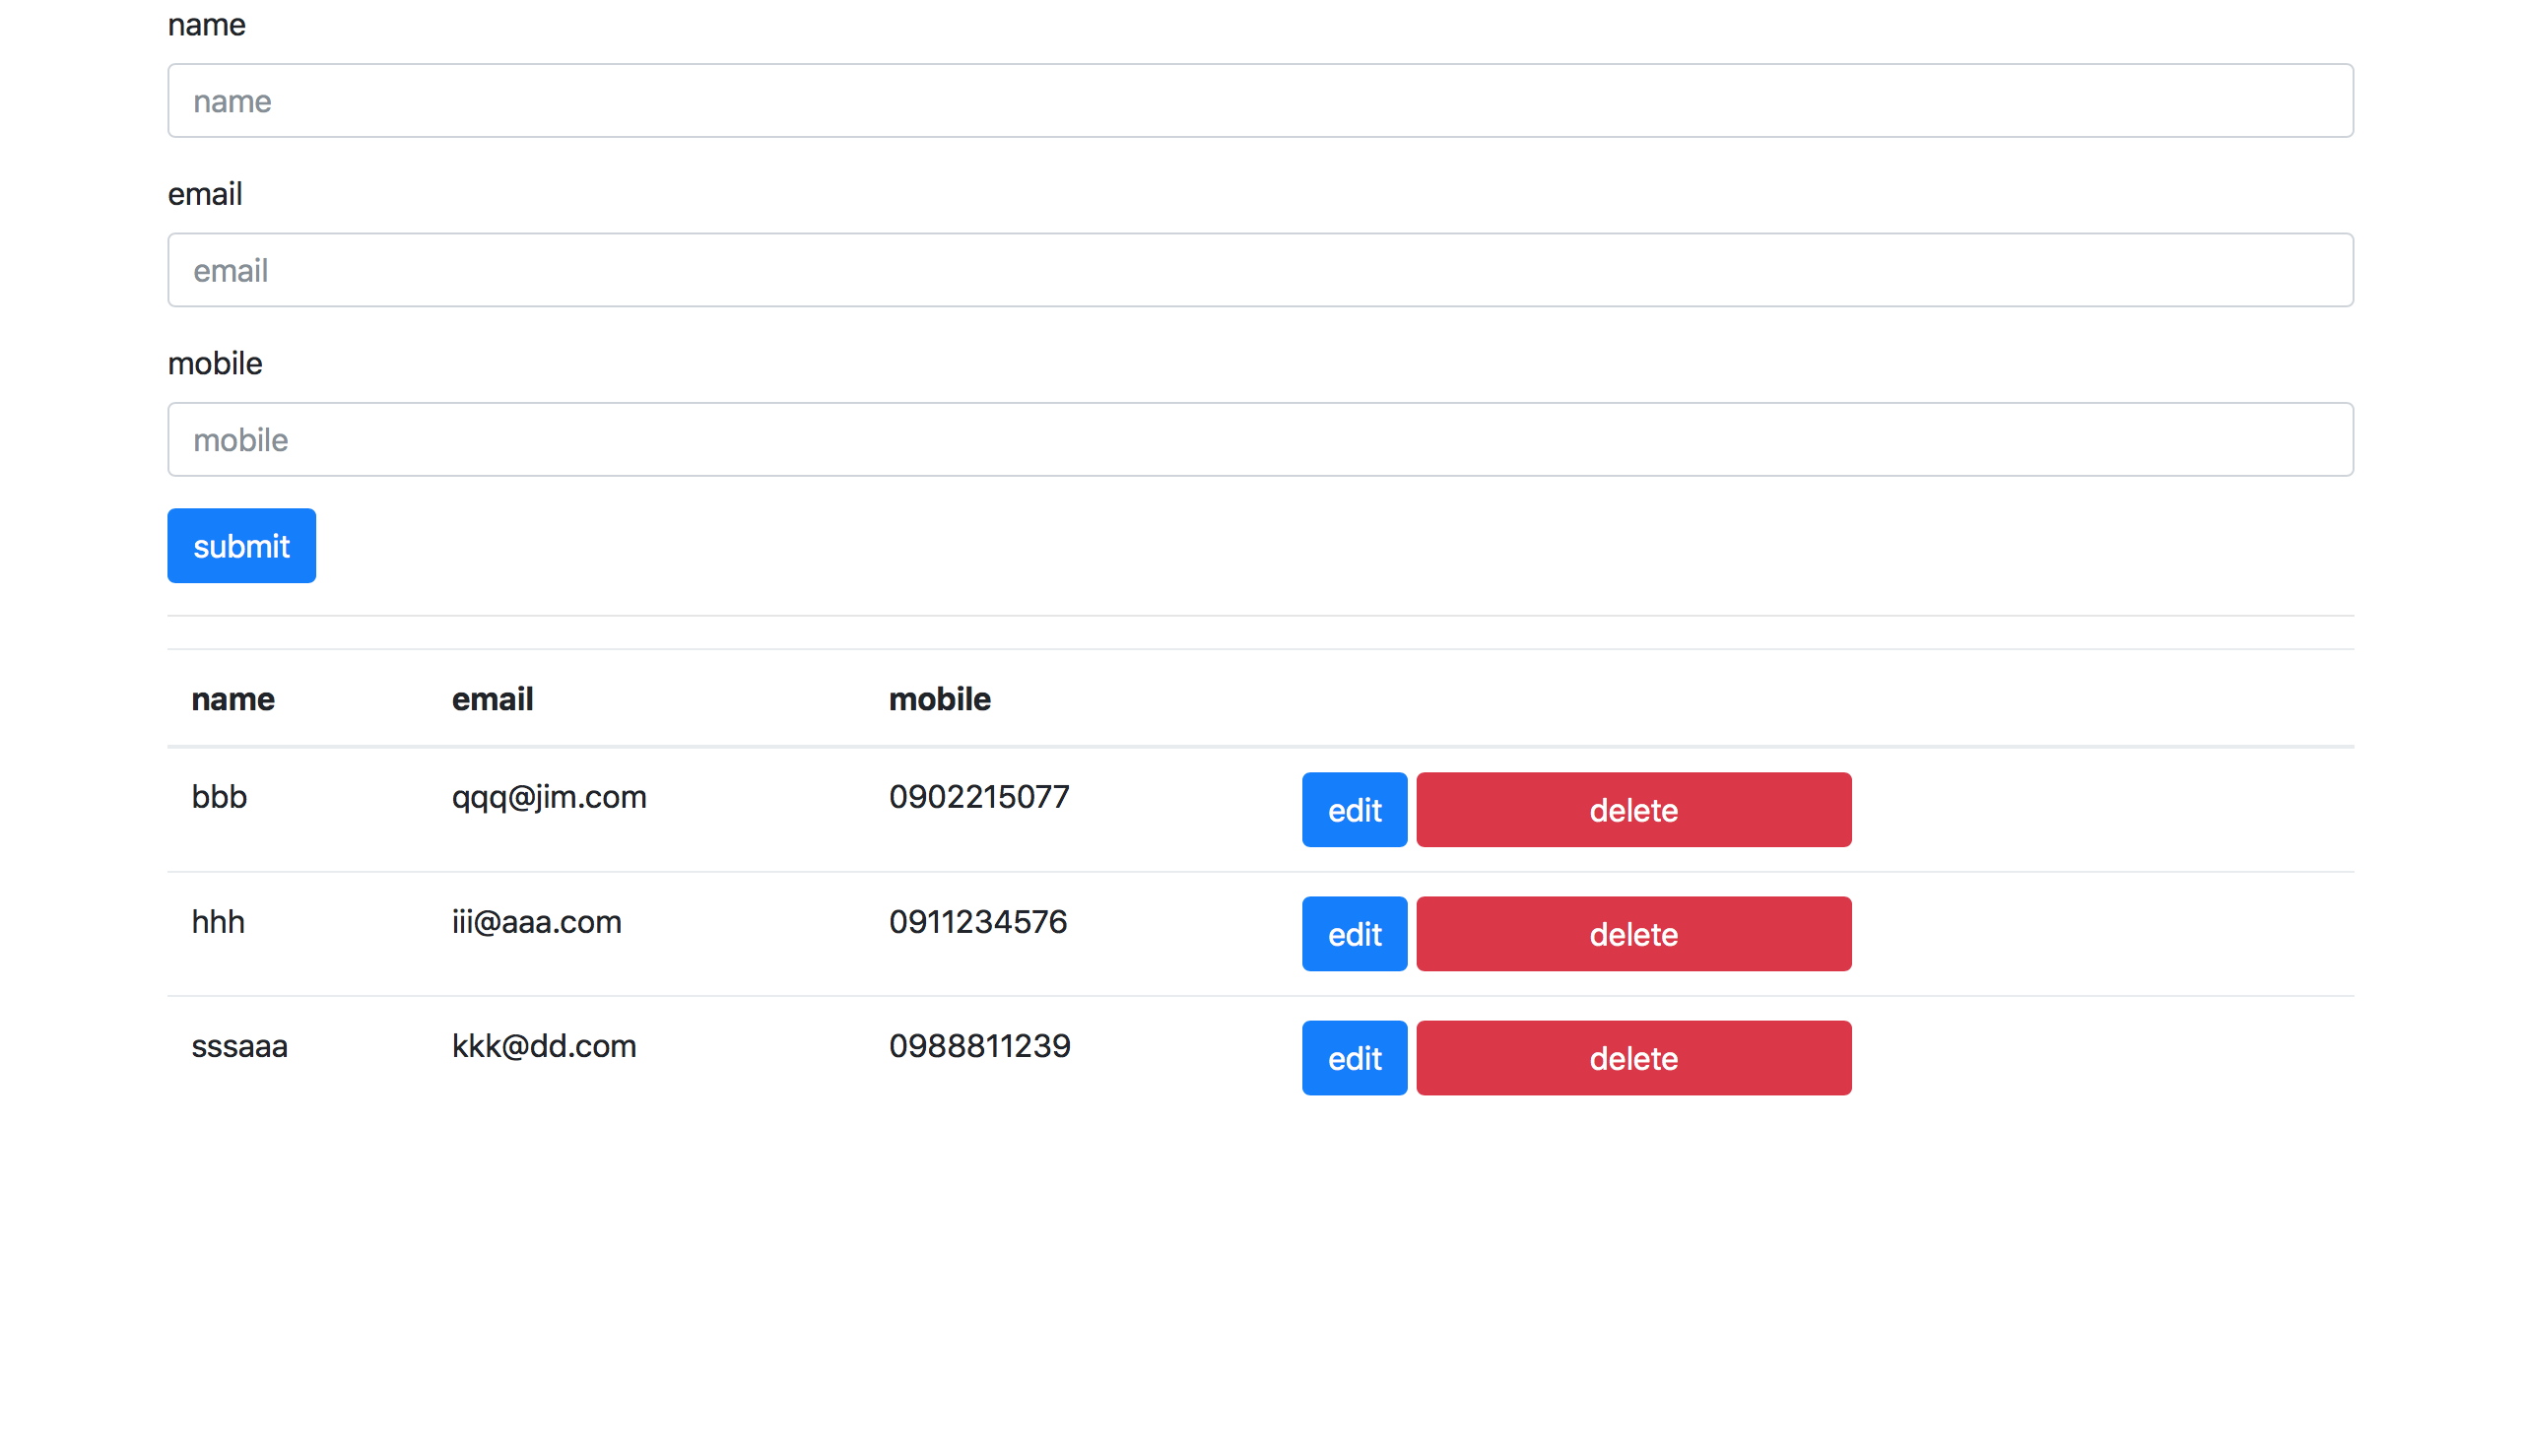 name
name
email
email
mobile
mobile
submit
name email mobile
bbb qqq@jim.com 0902215077 edit delete
hhh iii@aaa.com 0911234576 edit delete
sssaaa kkk@dd.com 0988811239 edit delete